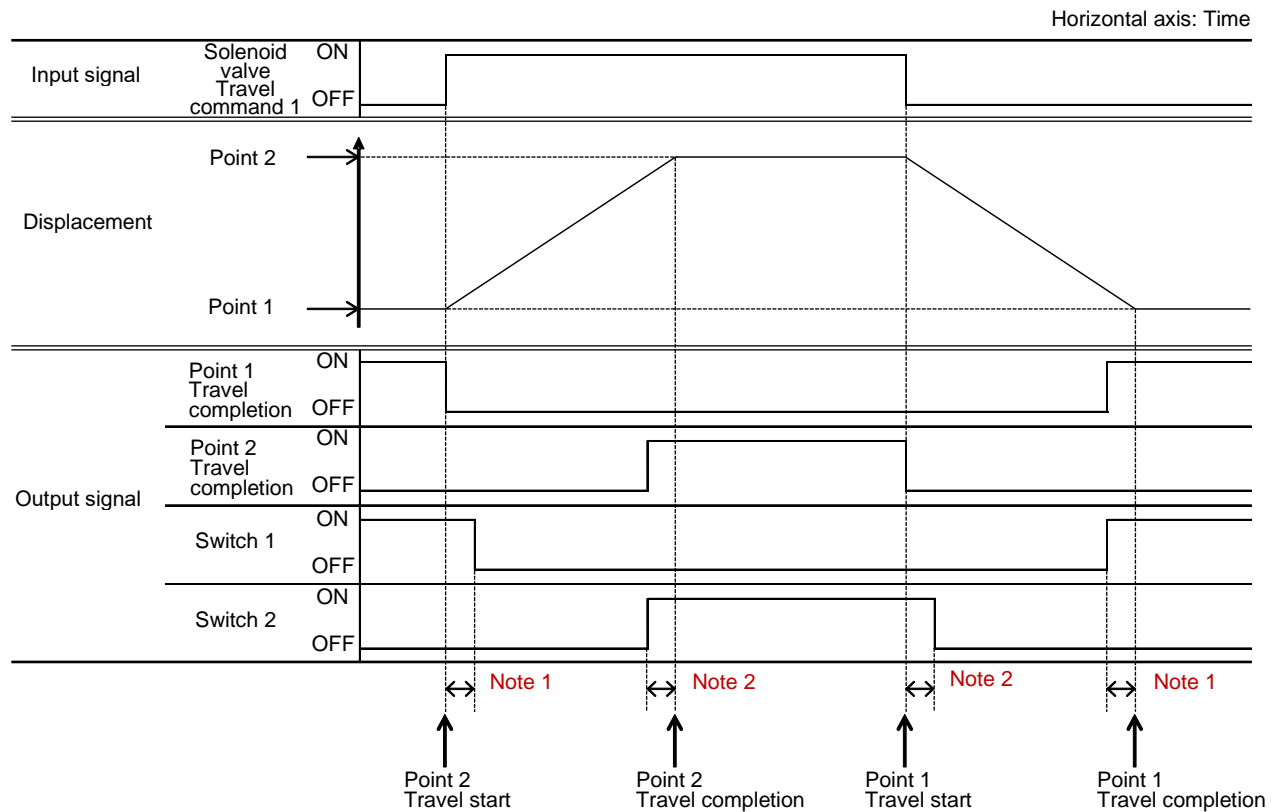 Horizontal axis: Time
Input signal
Solenoid
valve
Travel
command 1
ON
OFF
Displacement
Point 2
Point 1
Output signal
Point 1
Travel
completion
ON
OFF
Point 2
Travel
completion
ON
OFF
Switch 1
ON
OFF
Switch 2
ON
OFF
Note 1
Note 2
Note 2
Note 1
Point 2
Travel start
Point 2
Travel completion
Point 1
Travel start
Point 1
Travel completion